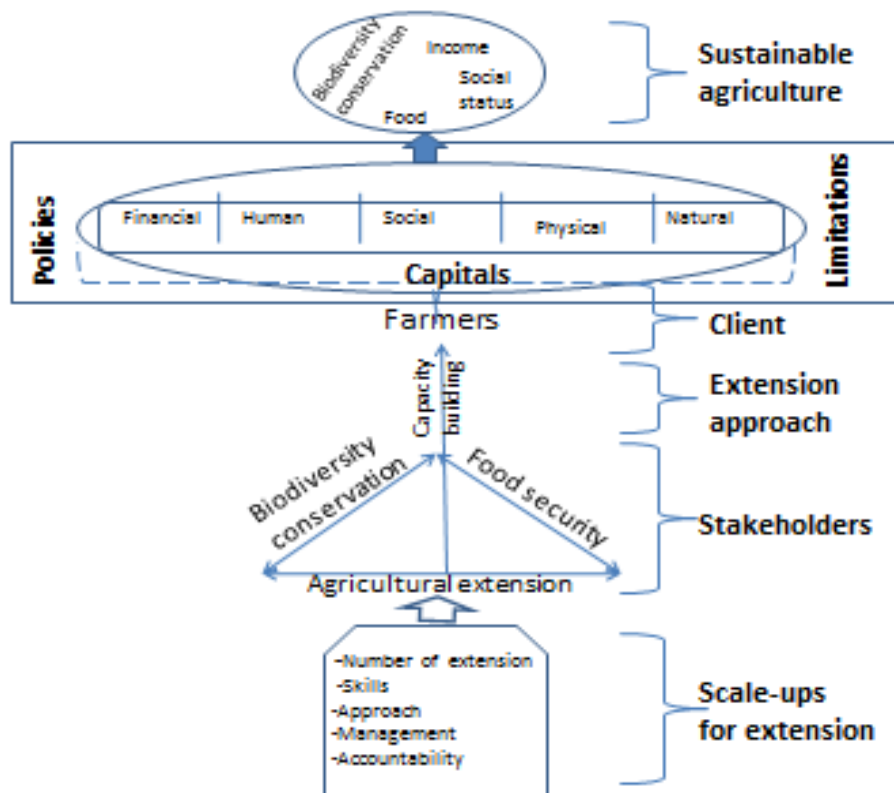 Biodiversity
conservation
Income
Social
status
Food
Sustainable
agriculture
Policies
Financial
Human
Social
Physical
Natural
Limitations
Capitals
Farmers
Client
Capacity
building
Extension
approach
Biodiversity
conservation
Food security
Stakeholders
Agricultural extension
-Number of extension
-Skills
-Approach
-Management
-Accountability
Scale-ups
for extension